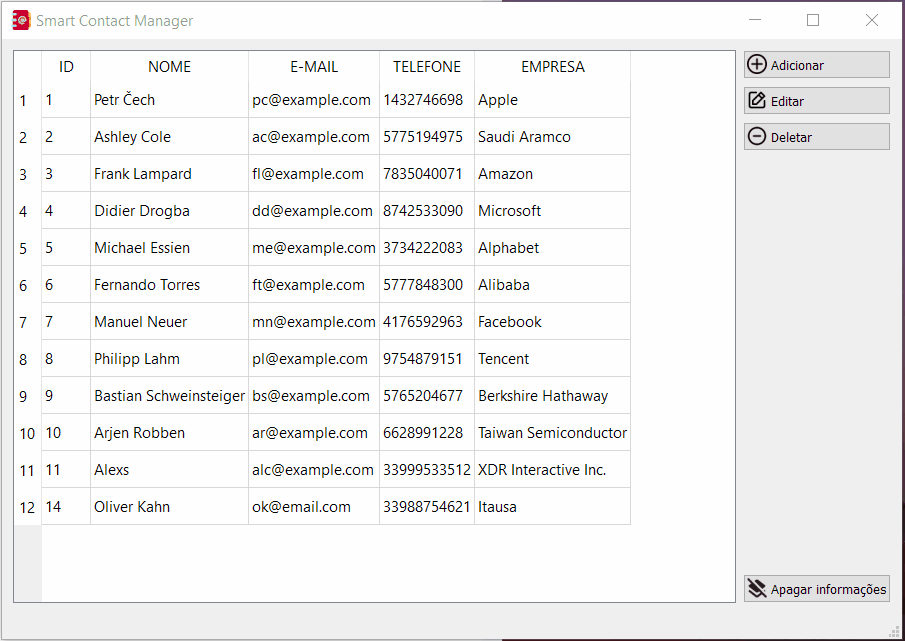 Smart Contact Manager
ID NOME E-MAIL TELEFONE EMPRESA
1 1 Petr Čech pc@example.com 1432746698 Apple
2 2 Ashley Cole ac@example.com 5775194975 Saudi Aramco
3 3 Frank Lampard fl@example.com 7835040071 Amazon
4 4 Didier Drogba dd@example.com 8742533090 Microsoft
5 5 Michael Essien me@example.com 3734222083 Alphabet
6 6 Fernando Torres ft@example.com 5777848300 Alibaba
7 7 Manuel Neuer mn@example.com 4176592963 Facebook
8 8 Philipp Lahm pl@example.com 9754879151 Tencent
9 9 Bastian Schweinsteiger bs@example.com 5765204677 Berkshire Hathaway
10 10 Arjen Robben ar@example.com 6628991228 Taiwan Semiconductor
11 11 Alexs alc@example.com 33999533512 XDR Interactive Inc.
12 14 Oliver Kahn ok@email.com 33988754621 Itausa
Adicionar
Editar
Deletar
Apagar informações